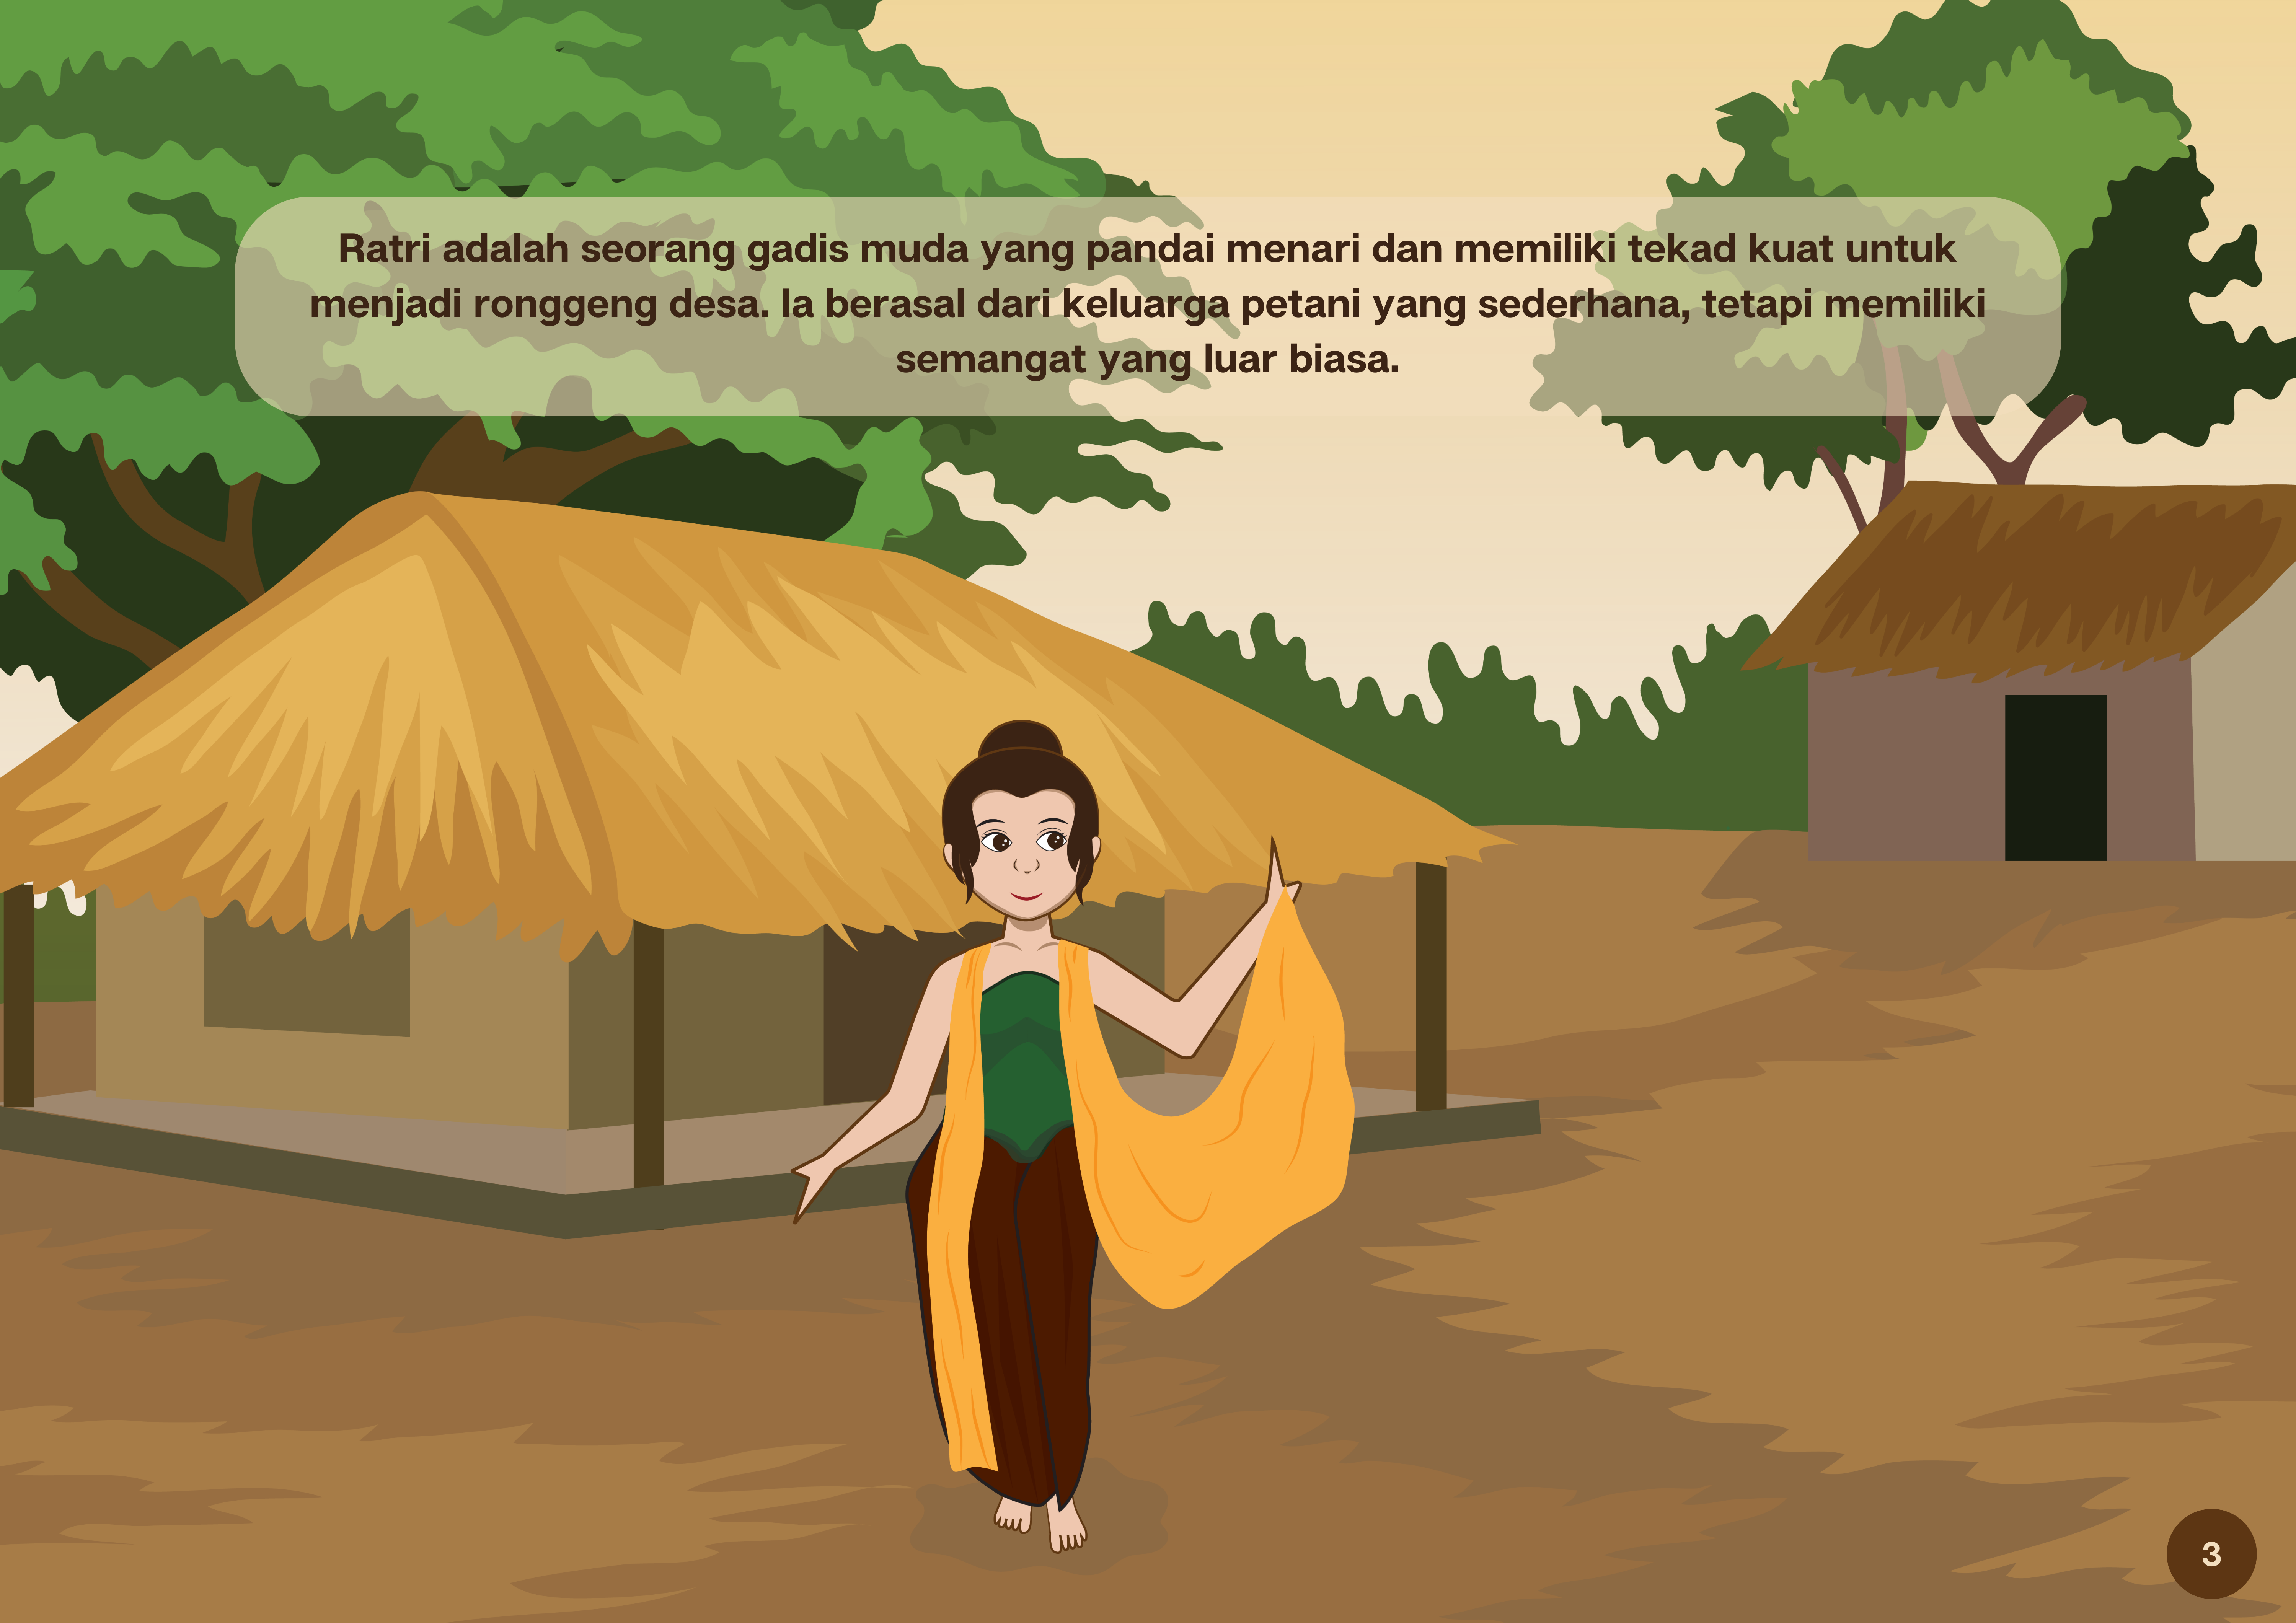 Ratri adalah seorang gadis muda yang pandai menari dan memiliki tekad kuat untuk
menjadi ronggeng desa. Ia berasal dari keluarga petani yang sederhana, tetapi memiliki
semangat yang luar biasa.
3